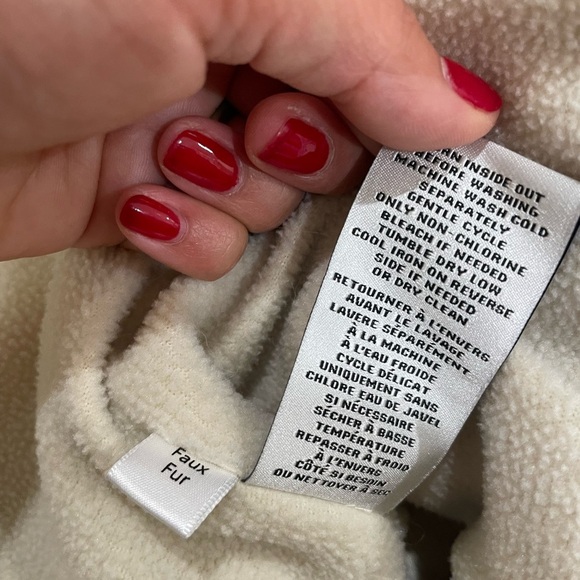 INSIDE OUT
BEFORE WASHING
MACHINE WASH COLD
SEPARATELY
GENTLE CYCLE
ONLY NON-CHLORINE
BLEACH IF NEEDED
TUMBLE DRY LOW
COOL IRON ON REVERSE
SIDE IF NEEDED
OR DRY CLEAN
RETOURNER À L'ENVERS
AVANT LE LAVAGE
LAVERE SÉPARÉMENT
À LA MACHINE
À L'EAU FROIDE
CYCLE DÉLICAT
UNIQUEMENT SANS
CHLORE EAU DE JAVEL
SI NÉCESSAIRE
SÉCHER À BASSE
TEMPÉRATURE
REPASSER À FROID
À L'ENVERS
CÔTÉ SI BESOIN
OU NETTOYER À SEC
Faux
Fur